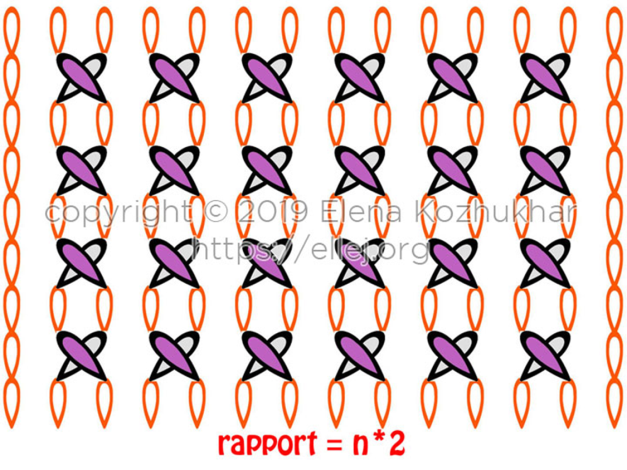 copyright © 2019 Elena Kozhukhar
https://ellej.org
rapport = n*2